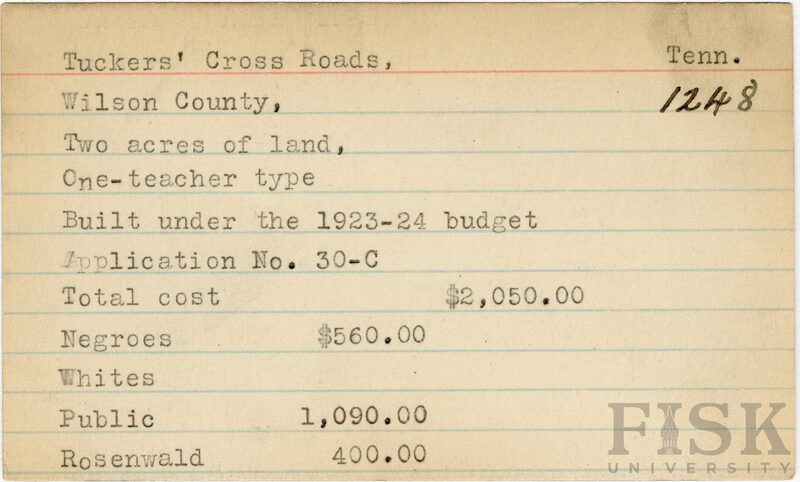 Tuckers' Cross Roads, Tenn.
Wilson County, 1248
Two acres of land,
One-teacher type
Built under the 1923-24 budget
Application No. 30-C
Total cost $2,050.00
Negroes $560.00
Whites
Public 1,090.00
Rosenwald 400.00
FISK
UNIVERSITY